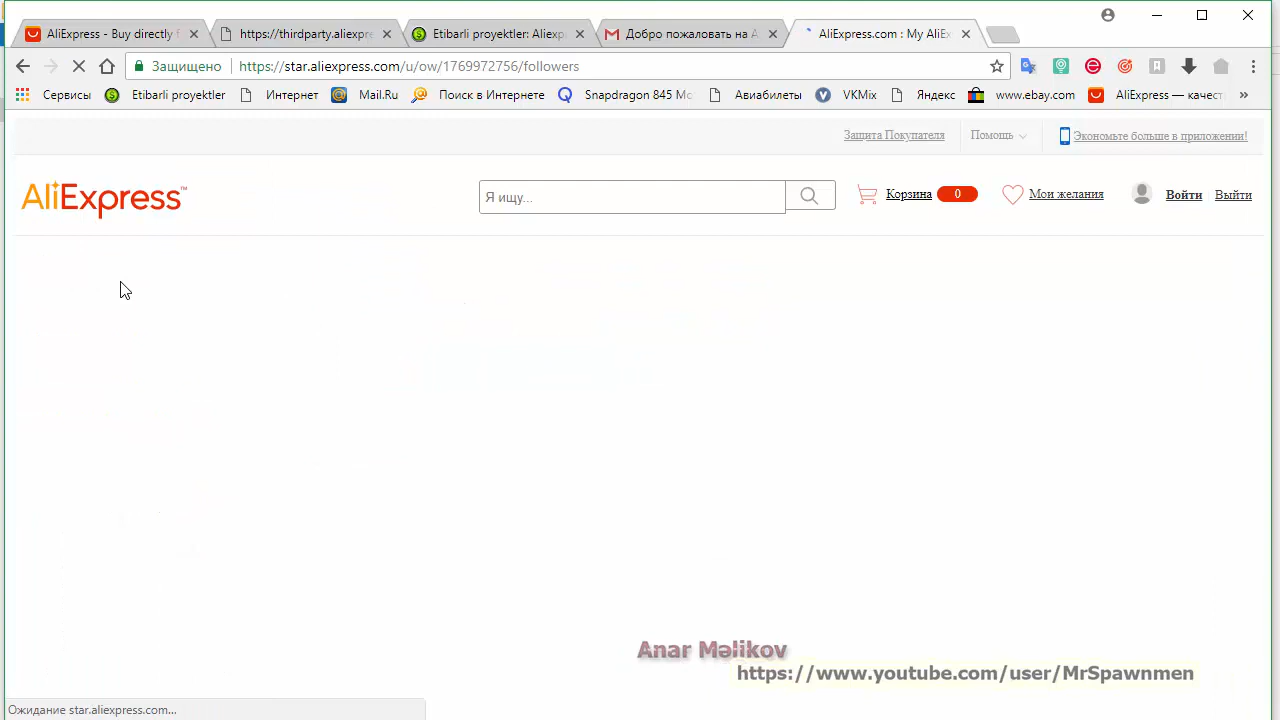 AliExpress - Buy directly f
https://thirdparty.aliexpre
Etibarli proyektler: Aliexp
Добро пожаловать на A
AliExpress.com : My AliEx
Защищено
https://star.aliexpress.com/u/ow/1769972756/followers
Сервисы
Etibarli proyektler
Интернет
Mail.Ru
Поиск в Интернете
Snapdragon 845 Mo
Авиабилеты
VKMix
Яндекс
www.ebay.com
AliExpress — качест
»
Защита Покупателя
Помощь
Экономьте больше в приложении!
AliExpress™
Я ищу...
Корзина
0
Мои желания
Войти
Выйти
Anar Məlikov
https://www.youtube.com/user/MrSpawnmen
Ожидание star.aliexpress.com...